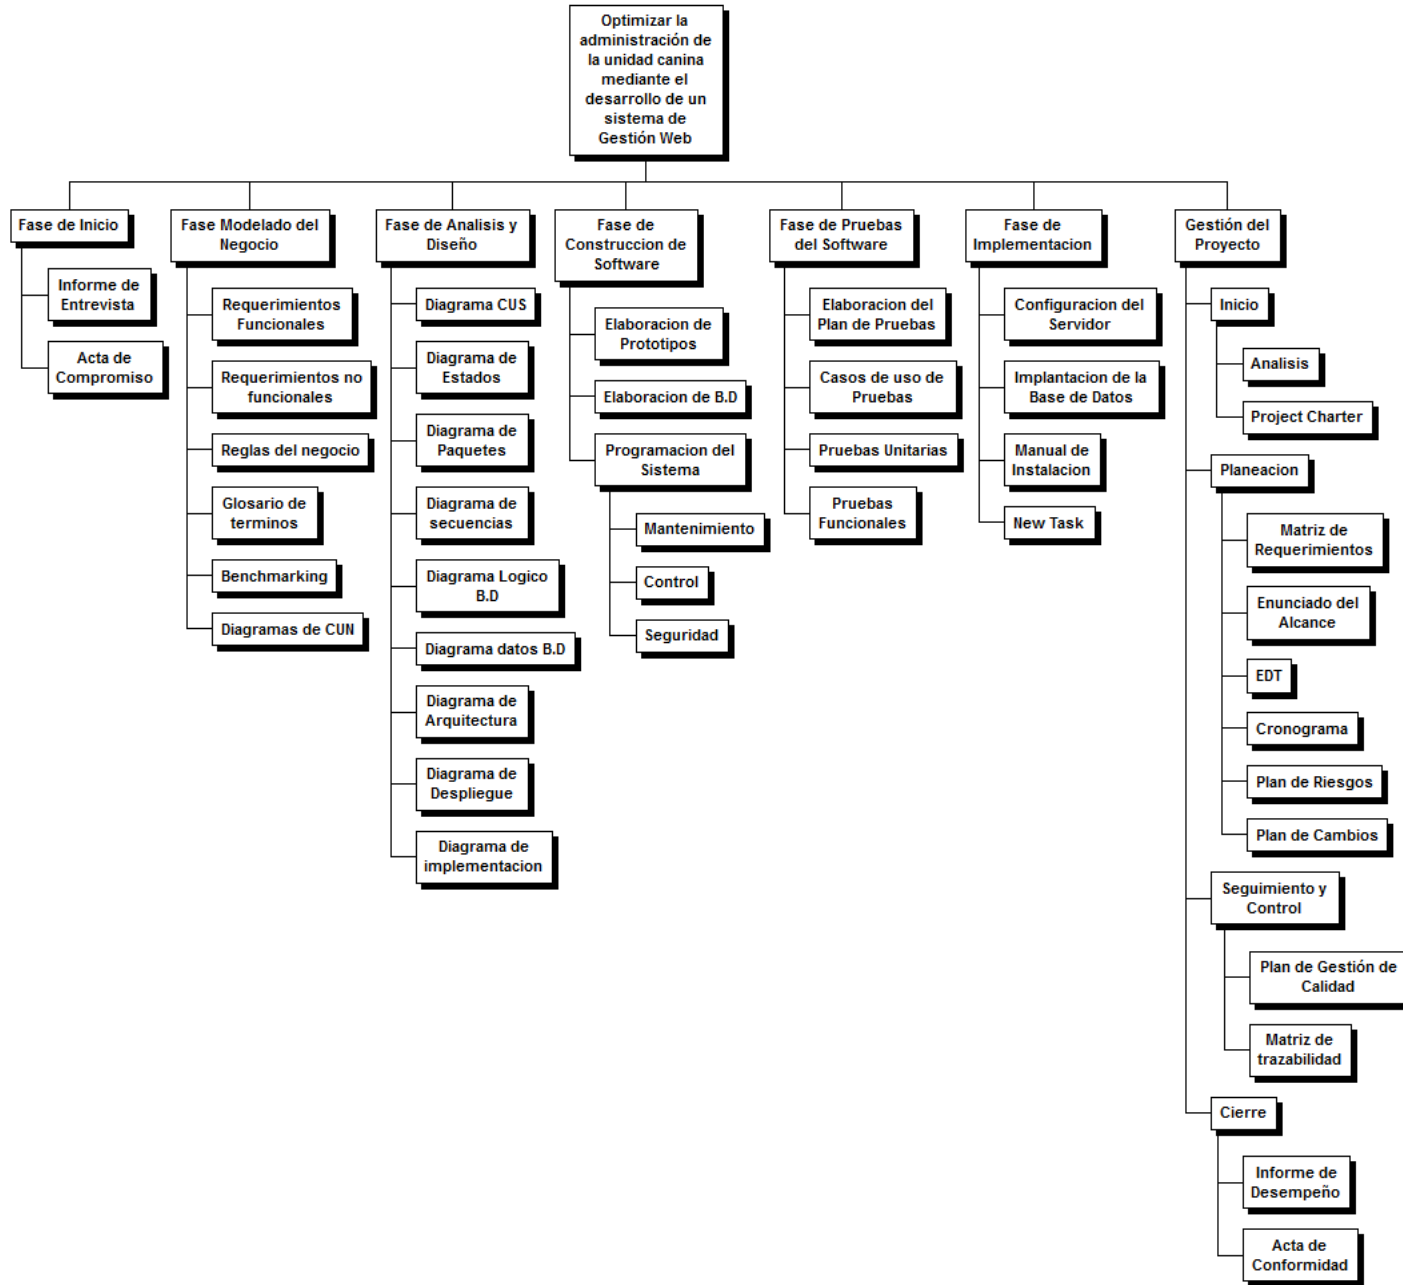 Optimizar la
administración de
la unidad canina
mediante el
desarrollo de un
sistema de
Gestión Web
Fase de Inicio
Informe de
Entrevista
Acta de
Compromiso
Fase Modelado del
Negocio
Requerimientos
Funcionales
Requerimientos no
funcionales
Reglas del negocio
Glosario de
terminos
Benchmarking
Diagramas de CUN
Fase de Analisis y
Diseño
Diagrama CUS
Diagrama de
Estados
Diagrama de
Paquetes
Diagrama de
secuencias
Diagrama Logico
B.D
Diagrama datos B.D
Diagrama de
Arquitectura
Diagrama de
Despliegue
Diagrama de
implementacion
Fase de
Construccion de
Software
Elaboracion de
Prototipos
Elaboracion de B.D
Programacion del
Sistema
Mantenimiento
Control
Seguridad
Fase de Pruebas
del Software
Elaboracion del
Plan de Pruebas
Casos de uso de
Pruebas
Pruebas Unitarias
Pruebas
Funcionales
Fase de
Implementacion
Configuracion del
Servidor
Implantacion de la
Base de Datos
Manual de
Instalacion
New Task
Gestión del
Proyecto
Inicio
Analisis
Project Charter
Planeacion
Matriz de
Requerimientos
Enunciado del
Alcance
EDT
Cronograma
Plan de Riesgos
Plan de Cambios
Seguimiento y
Control
Plan de Gestión de
Calidad
Matriz de
trazabilidad
Cierre
Informe de
Desempeño
Acta de
Conformidad